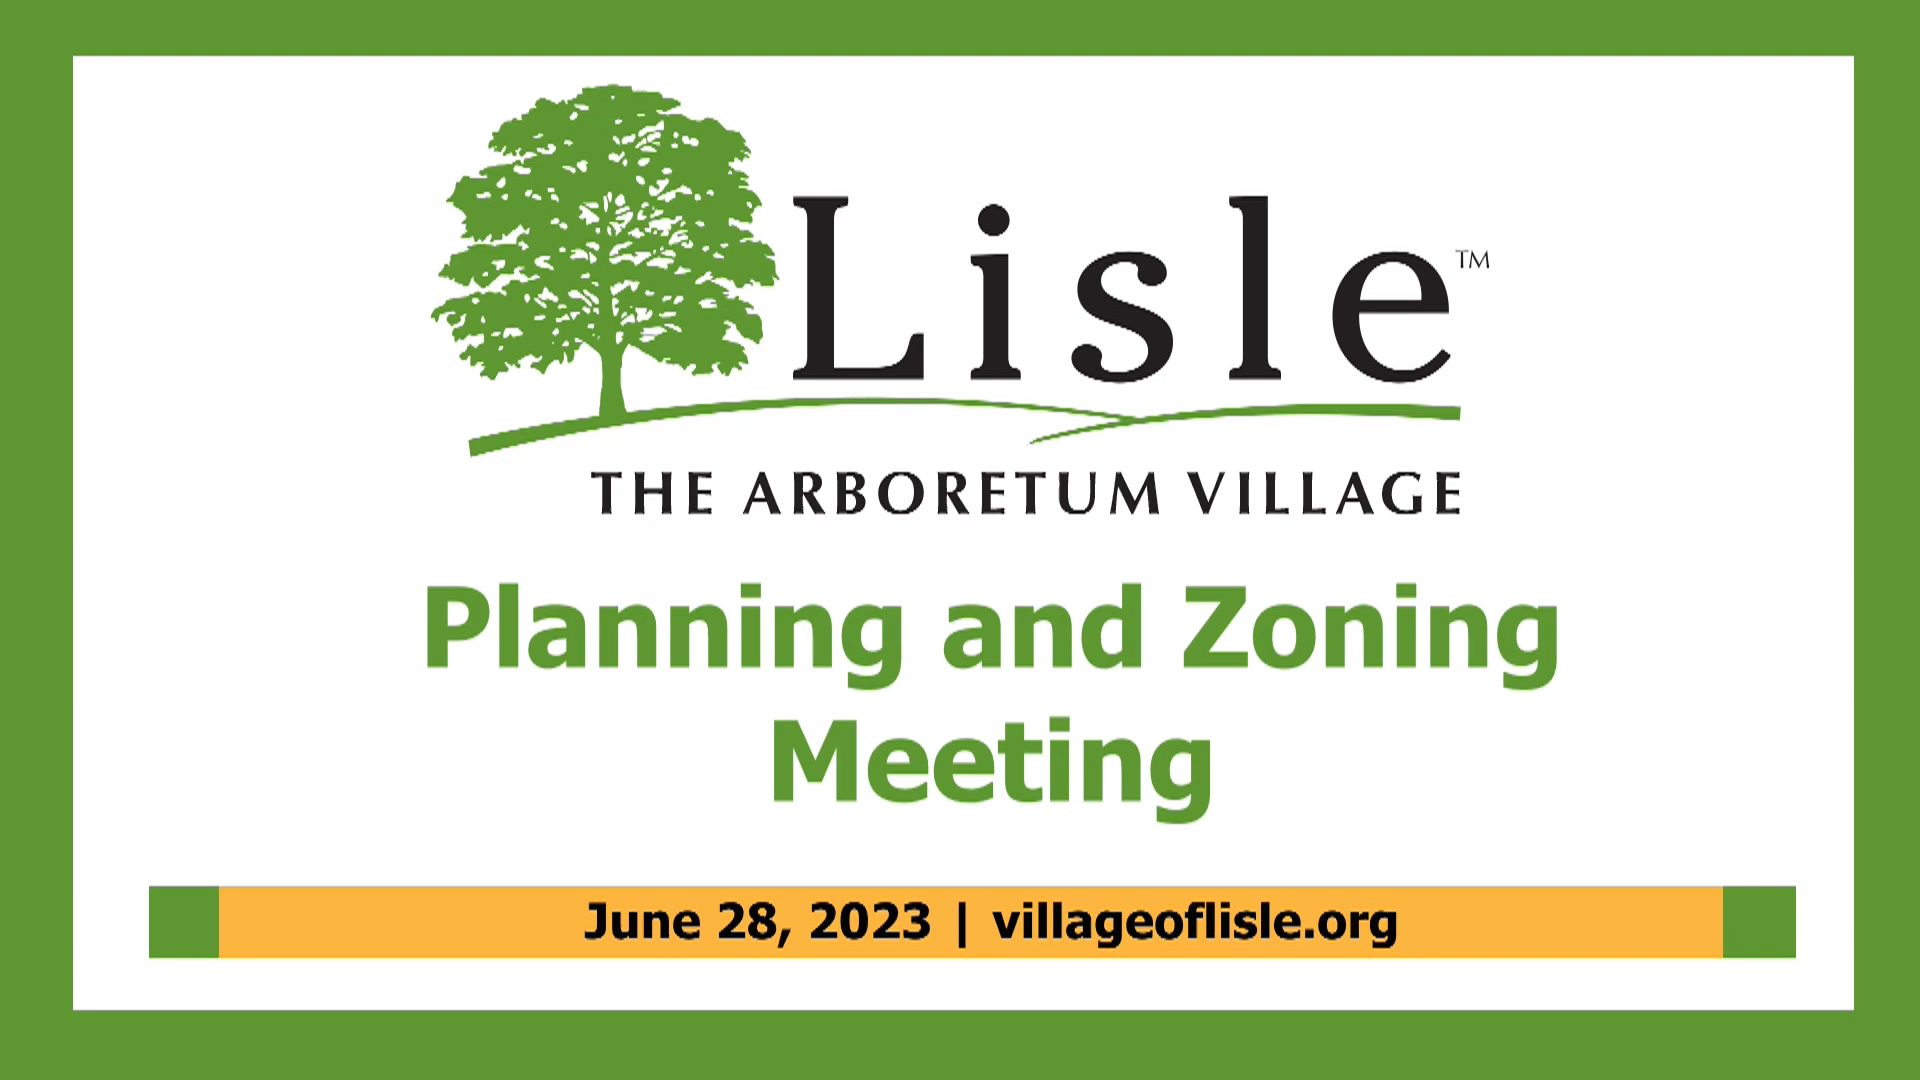 Lisle™
THE ARBORETUM VILLAGE
Planning and Zoning
Meeting
June 28, 2023 | villageoflisle.org